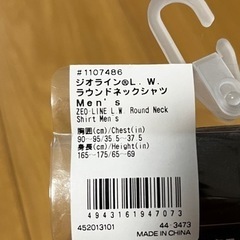 #1107486
ジオライン®L.W.
ラウンドネックシャツ
Men's
ZEO-LINE L.W. Round Neck
Shirt Men's
胸囲(cm)/Chest(in)
90-95/35.5-37.5
身長(cm)/Height(in)
165-175/65-69
4943161947073
452013101 44-3473
MADE IN CHINA